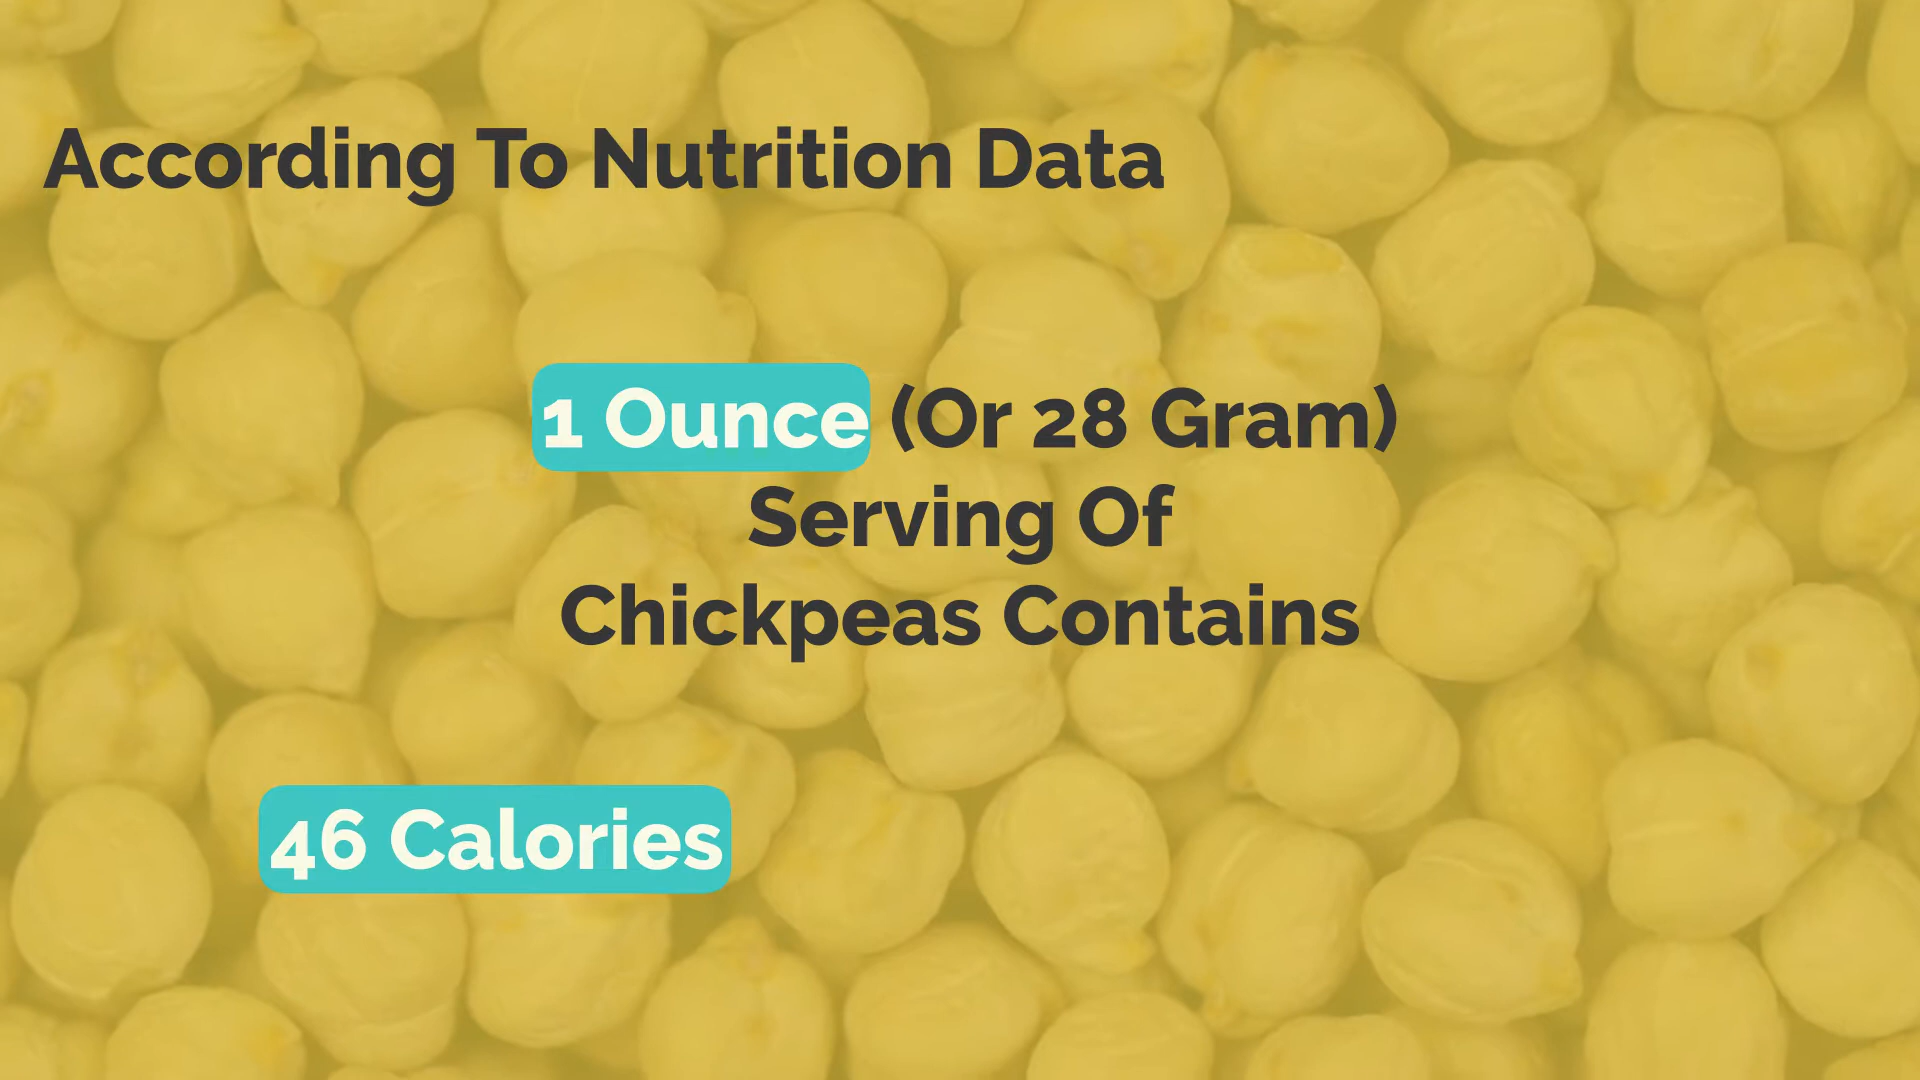 According To Nutrition Data
1 Ounce (Or 28 Gram)
Serving Of
Chickpeas Contains
46 Calories